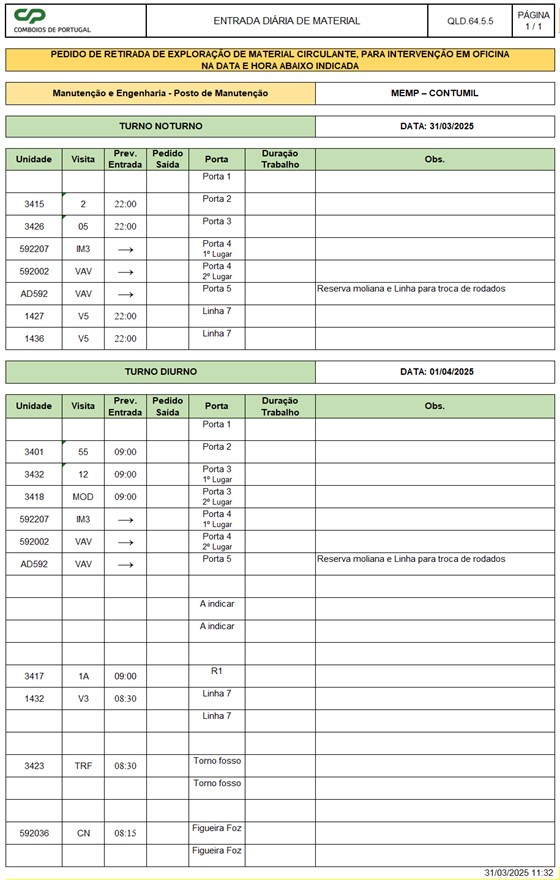 CP
COMBOIOS DE PORTUGAL
ENTRADA DIÁRIA DE MATERIAL
QLD.64.5.5
PÁGINA
1 / 1
PEDIDO DE RETIRADA DE EXPLORAÇÃO DE MATERIAL CIRCULANTE, PARA INTERVENÇÃO EM OFICINA
NA DATA E HORA ABAIXO INDICADA
Manutenção e Engenharia - Posto de Manutenção MEMP – CONTUMIL
TURNO NOTURNO DATA: 31/03/2025
Unidade Visita Prev. Entrada Pedido Saída Porta Duração Trabalho Obs.
Porta 1
3415 2 22:00 Porta 2
3426 05 22:00 Porta 3
592207 IM3 → Porta 4 1º Lugar
592002 VAV → Porta 4 2º Lugar
AD592 VAV → Porta 5 Reserva moliana e Linha para troca de rodados
1427 V5 22:00 Linha 7
1436 V5 22:00 Linha 7
TURNO DIURNO DATA: 01/04/2025
Unidade Visita Prev. Entrada Pedido Saída Porta Duração Trabalho Obs.
Porta 1
3401 55 09:00 Porta 2
3432 12 09:00 Porta 3 1º Lugar
3418 MOD 09:00 Porta 3 2º Lugar
592207 IM3 → Porta 4 1º Lugar
592002 VAV → Porta 4 2º Lugar
AD592 VAV → Porta 5 Reserva moliana e Linha para troca de rodados
A indicar
A indicar
3417 1A 09:00 R1
1432 V3 08:30 Linha 7
Linha 7
3423 TRF 08:30 Torno fosso
Torno fosso
592036 CN 08:15 Figueira Foz
Figueira Foz
31/03/2025 11:32